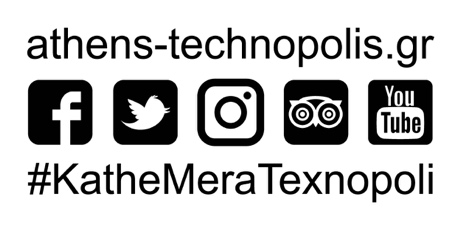 athens-technopolis.gr
f
You
Tube
#KatheMeraTexnopoli